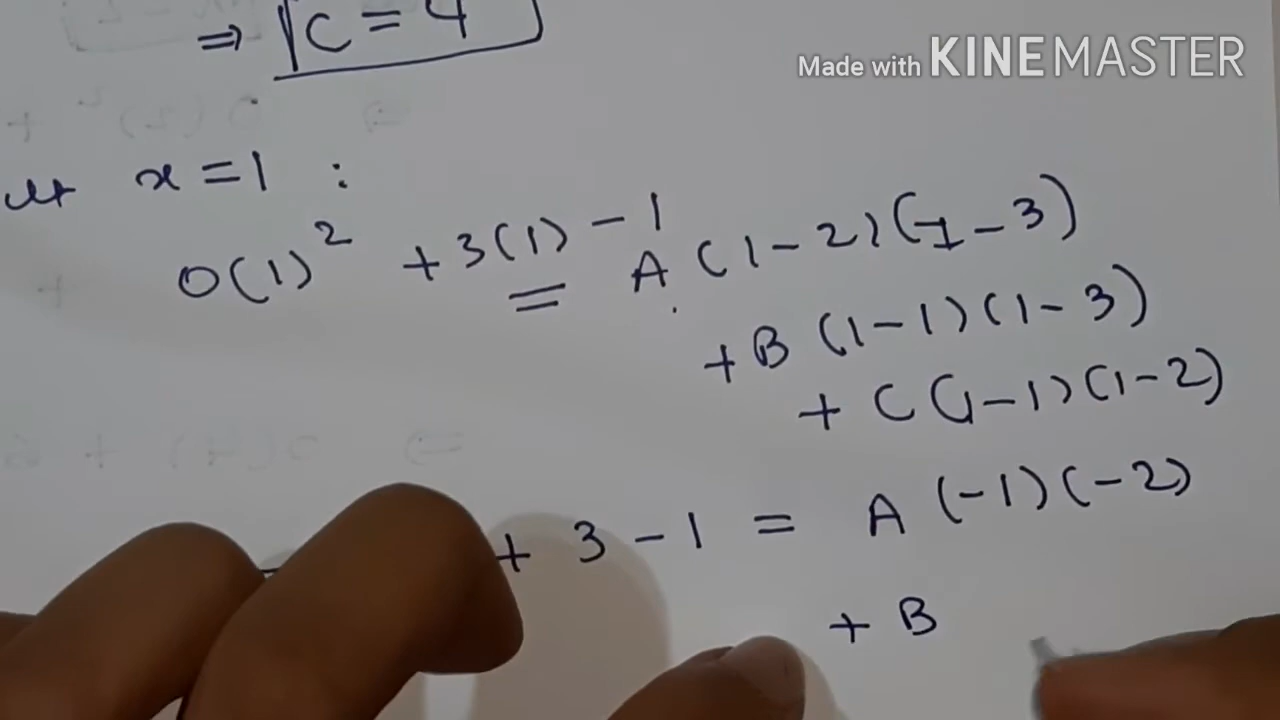 ⇒ C = 4
Made with KINEMASTER
x = 1 :
0(1)² + 3(1) - 1
= A (1-2)(1-3)
+ B (1-1)(1-3)
+ C (1-1)(1-2)
+ 3 - 1 = A (-1)(-2)
+ B